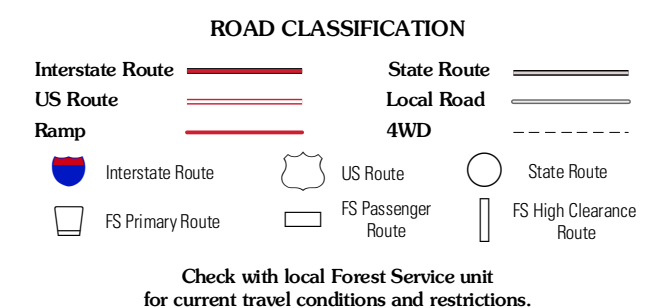 ROAD CLASSIFICATION
Interstate Route
State Route
US Route
Local Road
Ramp
4WD
Interstate Route
US Route
State Route
FS Primary Route
FS Passenger
Route
FS High Clearance
Route
Check with local Forest Service unit
for current travel conditions and restrictions.